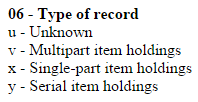 06 - Type of record
u - Unknown
v - Multipart item holdings
x - Single-part item holdings
y - Serial item holdings